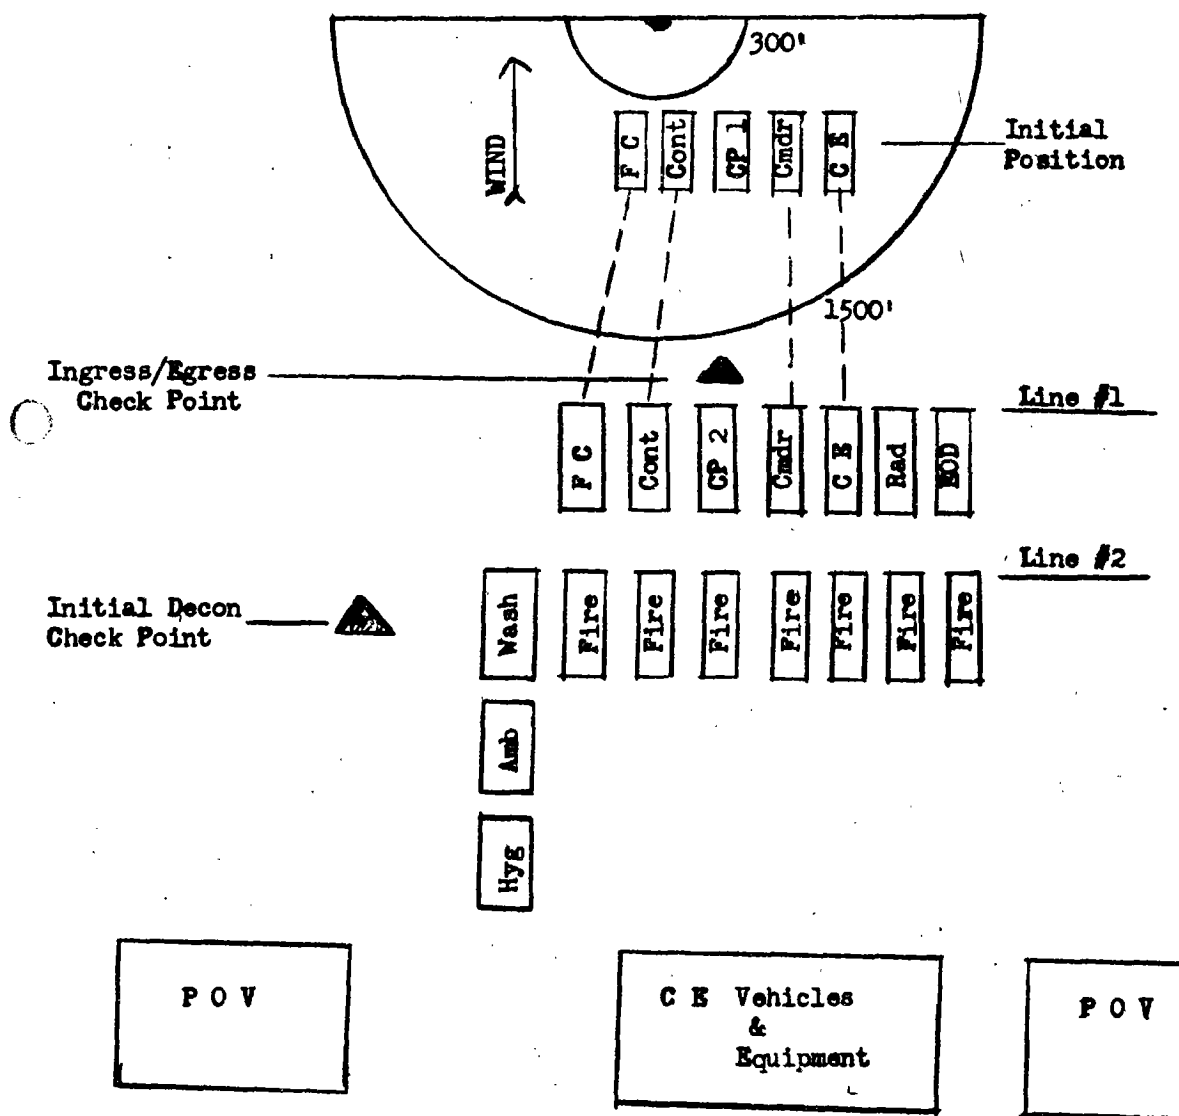 300'
WIND
F C
Cont
CP 1
Cmdr
C E
Initial
Position
1500'
Ingress/Egress
Check Point
Line #1
F C
Cont
CP 2
Cmdr
C E
Rad
EOD
Line #2
Initial Decon
Check Point
Wash
Fire
Fire
Fire
Fire
Fire
Fire
Fire
Amb
Hyg
P O V
C E Vehicles
&
Equipment
P O V